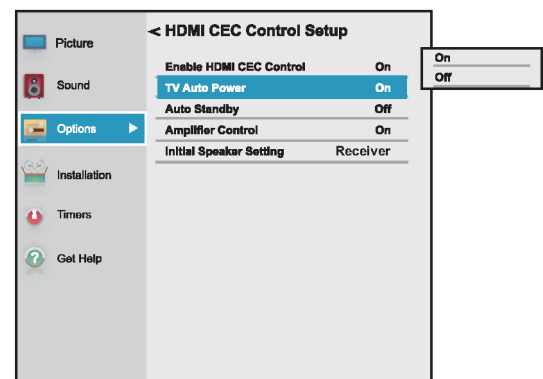 Picture
Sound
Options
Installation
Timers
Get Help
< HDMI CEC Control Setup
Enable HDMI CEC Control On
TV Auto Power On
Auto Standby Off
Amplifier Control On
Initial Speaker Setting Receiver
On
Off